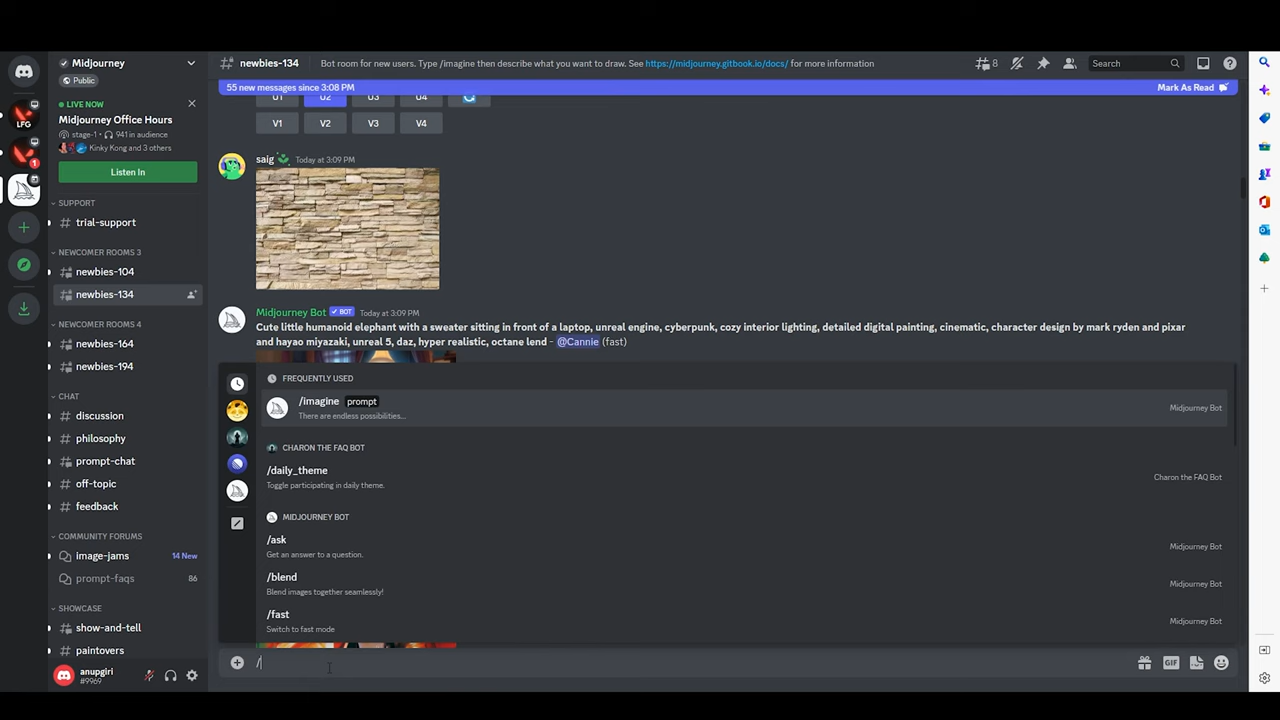 Midjourney
Public
LIVE NOW
Midjourney Office Hours
stage-1 · 941 in audience
Kinky Kong and 3 others
Listen In
SUPPORT
trial-support
NEWCOMER ROOMS 3
newbies-104
newbies-134
NEWCOMER ROOMS 4
newbies-164
newbies-194
CHAT
discussion
philosophy
prompt-chat
off-topic
feedback
COMMUNITY FORUMS
image-jams 14 New
prompt-faqs 86
SHOWCASE
show-and-tell
paintovers
anupgiri
#9969
LFG
1
newbies-134 Bot room for new users. Type /imagine then describe what you want to draw. See https://midjourney.gitbook.io/docs/ for more information
8
Search
55 new messages since 3:08 PM Mark As Read
U1 U2 U3 U4
V1 V2 V3 V4
saig Today at 3:09 PM
Midjourney Bot BOT Today at 3:09 PM
Cute little humanoid elephant with a sweater sitting in front of a laptop, unreal engine, cyberpunk, cozy interior lighting, detailed digital painting, cinematic, character design by mark ryden and pixar
and hayao miyazaki, unreal 5, daz, hyper realistic, octane lend - @Cannie (fast)
FREQUENTLY USED
/imagine prompt
There are endless possibilities...
Midjourney Bot
CHARON THE FAQ BOT
/daily_theme
Toggle participating in daily theme.
Charon the FAQ Bot
MIDJOURNEY BOT
/ask
Get an answer to a question.
Midjourney Bot
/blend
Blend images together seamlessly!
Midjourney Bot
/fast
Switch to fast mode
Midjourney Bot
/
GIF